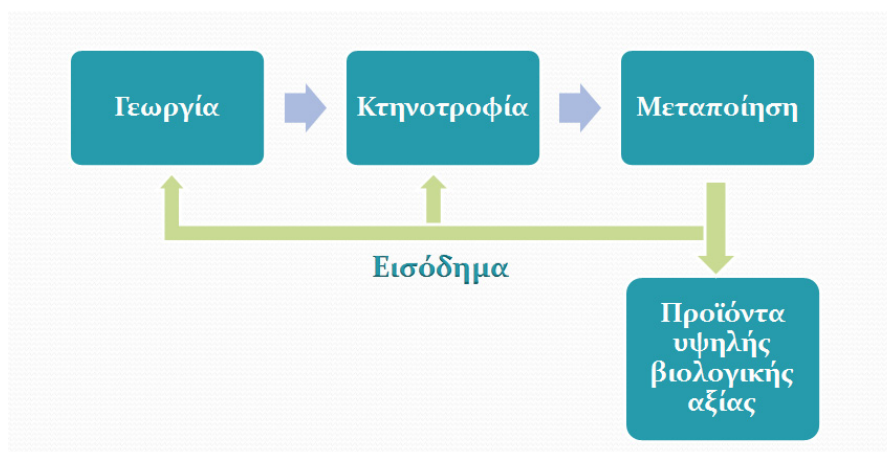 Γεωργία
Κτηνοτροφία
Μεταποίηση
Εισόδημα
Προϊόντα
υψηλής
βιολογικής
αξίας